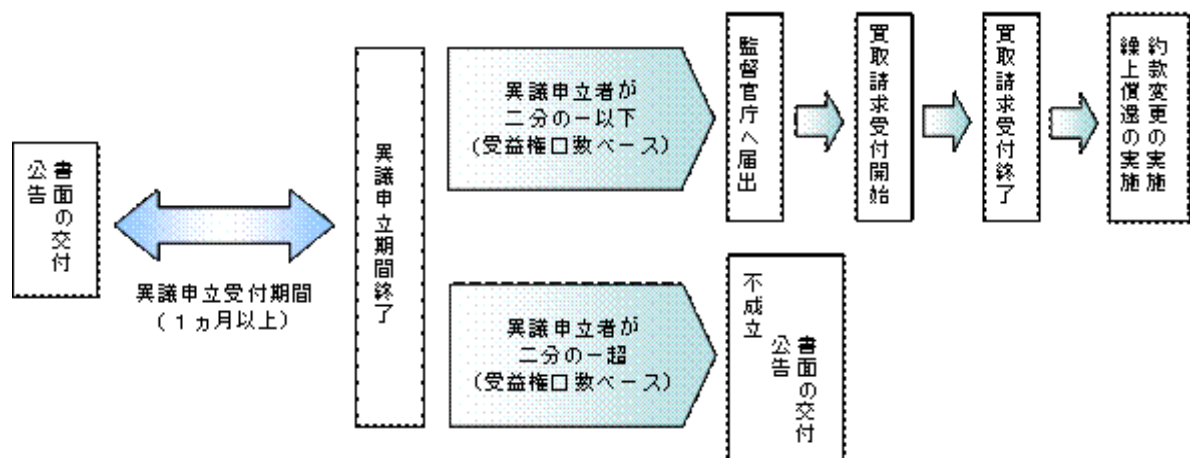 書面の交付
公告
異議申立受付期間
(1ヵ月以上)
異議申立期間終了
異議申立者が
二分の一以下
(受益権口数ベース)
監督官庁へ届出
買取請求受付開始
買取請求受付終了
約款変更の実施
繰上償還の実施
異議申立者が
二分の一超
(受益権口数ベース)
不成立
書面の交付
公告